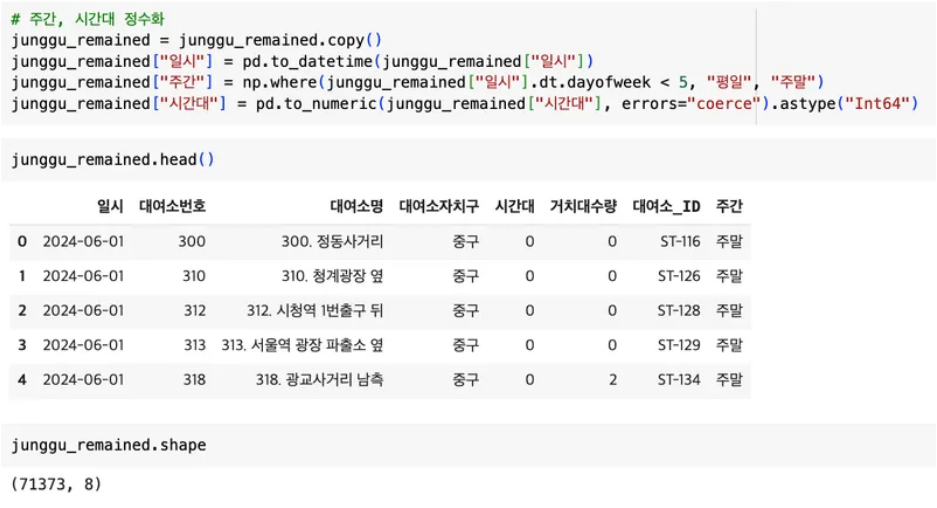 # 주간, 시간대 정수화
junggu_remained = junggu_remained.copy()
junggu_remained["일시"] = pd.to_datetime(junggu_remained["일시"])
junggu_remained["주간"] = np.where(junggu_remained["일시"].dt.dayofweek < 5, "평일", "주말")
junggu_remained["시간대"] = pd.to_numeric(junggu_remained["시간대"], errors="coerce").astype("Int64")
junggu_remained.head()
일시 대여소번호 대여소명 대여소자치구 시간대 거치대수량 대여소_ID 주간
0 2024-06-01 300 300. 정동사거리 중구 0 0 ST-116 주말
1 2024-06-01 310 310. 청계광장 옆 중구 0 0 ST-126 주말
2 2024-06-01 312 312. 시청역 1번출구 뒤 중구 0 0 ST-128 주말
3 2024-06-01 313 313. 서울역 광장 파출소 옆 중구 0 0 ST-129 주말
4 2024-06-01 318 318. 광교사거리 남측 중구 0 2 ST-134 주말
junggu_remained.shape
(71373, 8)